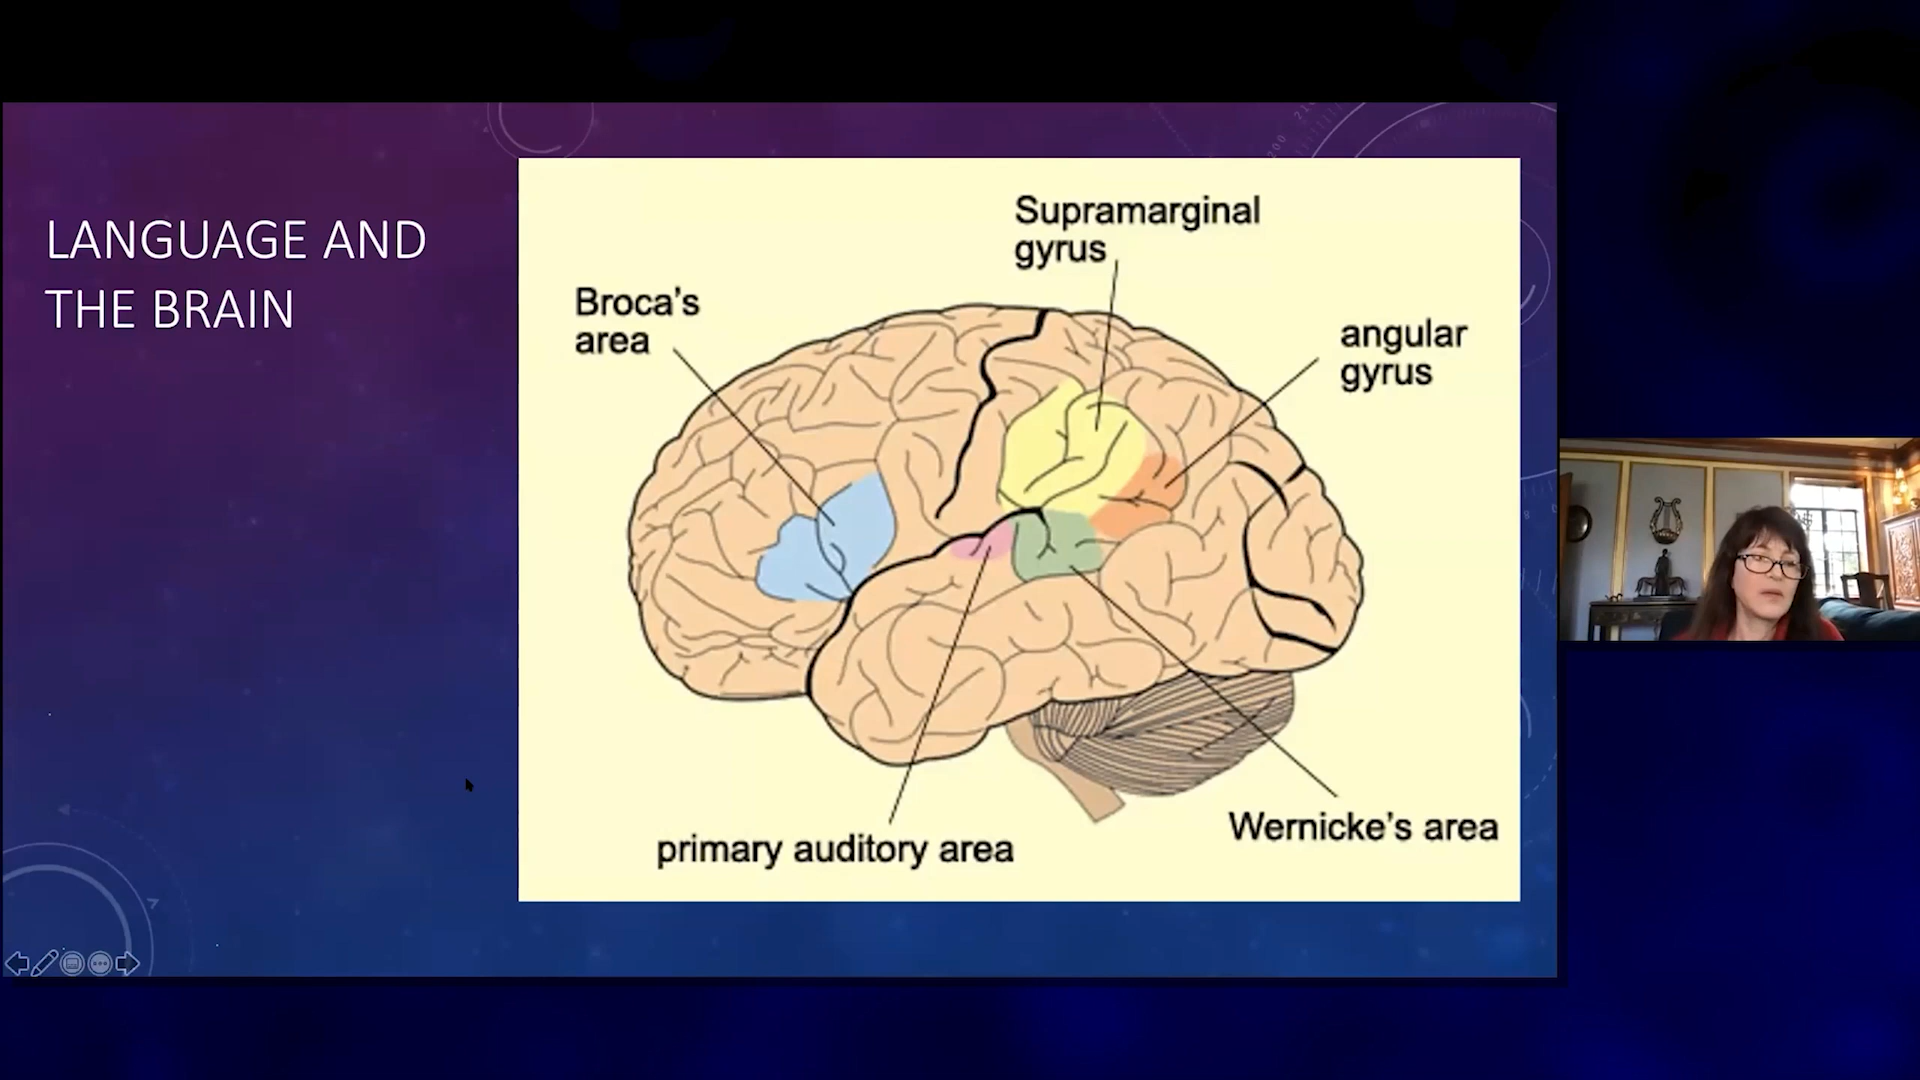 LANGUAGE AND
THE BRAIN
Supramarginal
gyrus
Broca's
area
angular
gyrus
primary auditory area
Wernicke's area